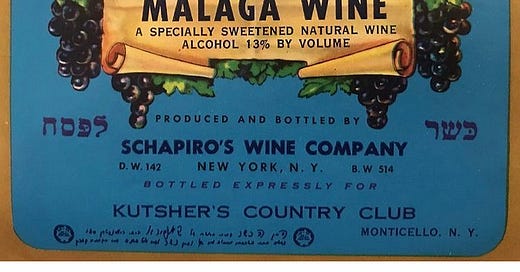 MALAGA WINE
A SPECIALLY SWEETENED NATURAL WINE
ALCOHOL 13% BY VOLUME
PRODUCED AND BOTTLED BY
כשר לפסח
SCHAPIRO'S WINE COMPANY
D.W. 142 NEW YORK, N.Y. B.W 514
BOTTLED EXPRESSLY FOR
KUTSHER'S COUNTRY CLUB
MONTICELLO, N. Y.